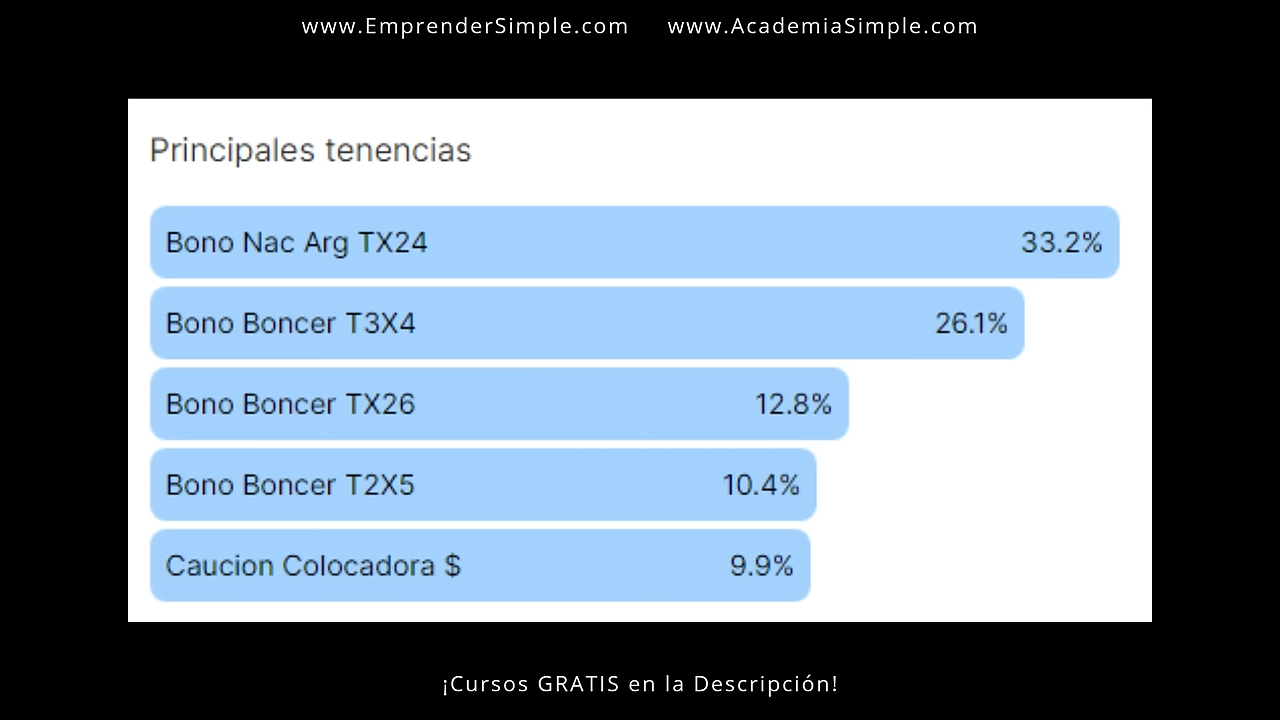 www.EmprenderSimple.com www.AcademiaSimple.com
Principales tenencias
Bono Nac Arg TX24 33.2%
Bono Boncer T3X4 26.1%
Bono Boncer TX26 12.8%
Bono Boncer T2X5 10.4%
Caucion Colocadora $ 9.9%
¡Cursos GRATIS en la Descripción!